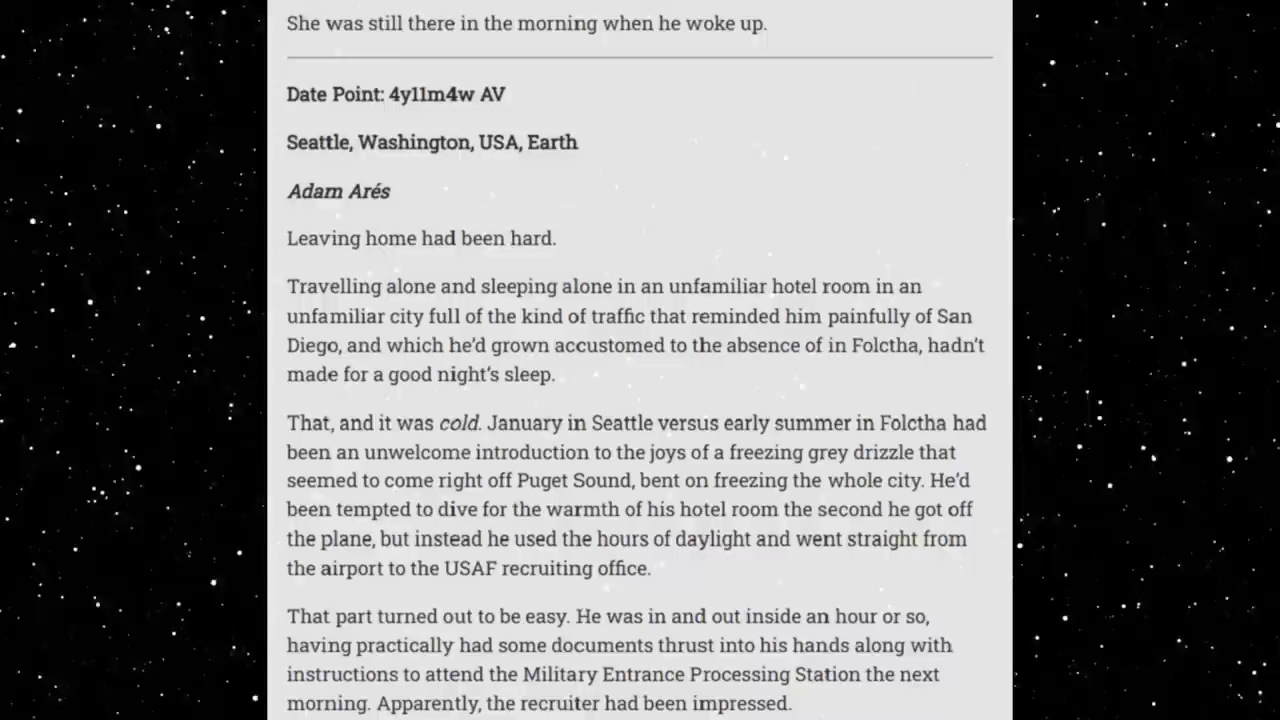 She was still there in the morning when he woke up.
Date Point: 4y11m4w AV
Seattle, Washington, USA, Earth
Adam Arés
Leaving home had been hard.
Travelling alone and sleeping alone in an unfamiliar hotel room in an
unfamiliar city full of the kind of traffic that reminded him painfully of San
Diego, and which he’d grown accustomed to the absence of in Folctha, hadn’t
made for a good night’s sleep.
That, and it was cold. January in Seattle versus early summer in Folctha had
been an unwelcome introduction to the joys of a freezing grey drizzle that
seemed to come right off Puget Sound, bent on freezing the whole city. He’d
been tempted to dive for the warmth of his hotel room the second he got off
the plane, but instead he used the hours of daylight and went straight from
the airport to the USAF recruiting office.
That part turned out to be easy. He was in and out inside an hour or so,
having practically had some documents thrust into his hands along with
instructions to attend the Military Entrance Processing Station the next
morning. Apparently, the recruiter had been impressed.